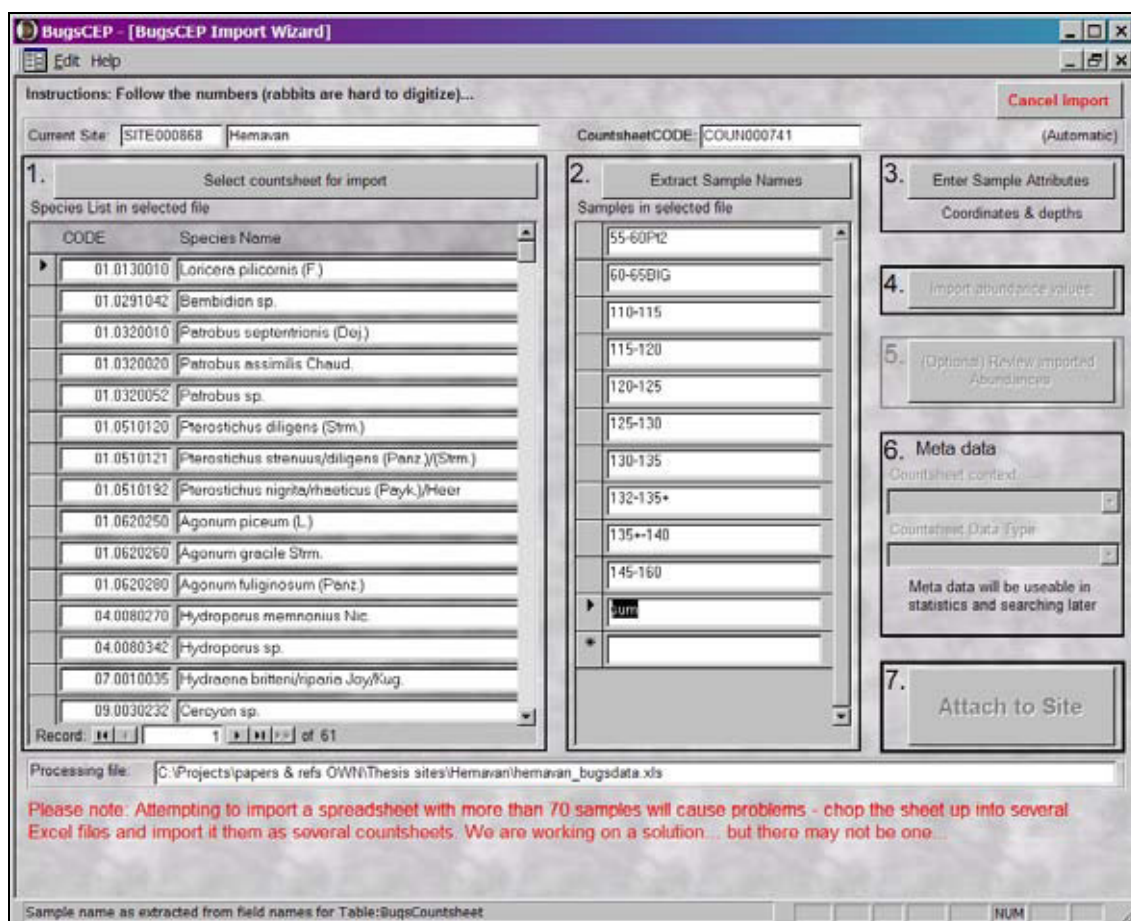 BugsCEP - [BugsCEP Import Wizard]
Edit Help
Instructions: Follow the numbers (rabbits are hard to digitize)...
Cancel Import
Current Site: SITE000868 Hemavan CountsheetCODE: COUN000741 (Automatic)
1. Select countsheet for import
Species List in selected file
CODE Species Name
01.0130010 Loricera pilicornis (F.)
01.0291042 Bembidion sp.
01.0320010 Patrobus septentrionis (Dej.)
01.0320020 Patrobus assimilis Chaud.
01.0320052 Patrobus sp.
01.0510120 Pterostichus diligens (Strm.)
01.0510121 Pterostichus strenuus/diligens (Panz.)/(Strm.)
01.0510192 Pterostichus nigrita/rhaeticus (Payk.)/Heer
01.0620250 Agonum piceum (L.)
01.0620260 Agonum gracile Strm.
01.0620280 Agonum fuliginosum (Panz.)
04.0080270 Hydroporus memnonius Nic.
04.0080342 Hydroporus sp.
07.0010035 Hydraena britteni/riparia Joy/Kug.
09.0030232 Cercyon sp.
Record: 1 of 61
2. Extract Sample Names
Samples in selected file
55-60Pt2
60-65BIG
110-115
115-120
120-125
125-130
130-135
132-135+
135+-140
145-160
sum
3. Enter Sample Attributes
Coordinates & depths
4. Import abundance values
5. (Optional) Review imported
Abundances
6. Meta data
Countsheet context
Countsheet Data Type
Meta data will be useable in
statistics and searching later
7. Attach to Site
Processing file: C:\Projects\papers & refs OWN\Thesis sites\Hemavan\hemavan_bugsdata.xls
Please note: Attempting to import a spreadsheet with more than 70 samples will cause problems - chop the sheet up into several
Excel files and import it them as several countsheets. We are working on a solution... but there may not be one...
Sample name as extracted from field names for Table:BugsCountsheet NUM